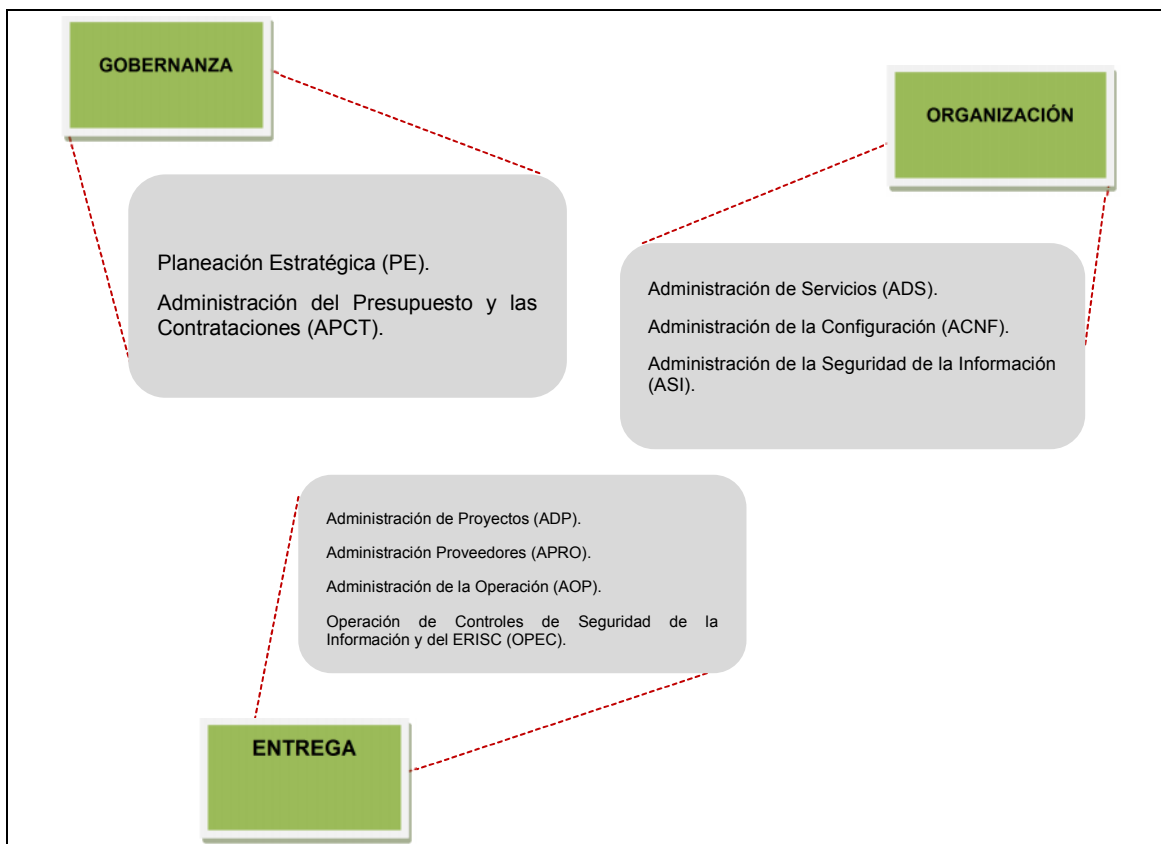 GOBERNANZA
Planeación Estratégica (PE).
Administración del Presupuesto y las
Contrataciones (APCT).
ORGANIZACIÓN
Administración de Servicios (ADS).
Administración de la Configuración (ACNF).
Administración de la Seguridad de la Información
(ASI).
Administración de Proyectos (ADP).
Administración Proveedores (APRO).
Administración de la Operación (AOP).
Operación de Controles de Seguridad de la
Información y del ERISC (OPEC).
ENTREGA